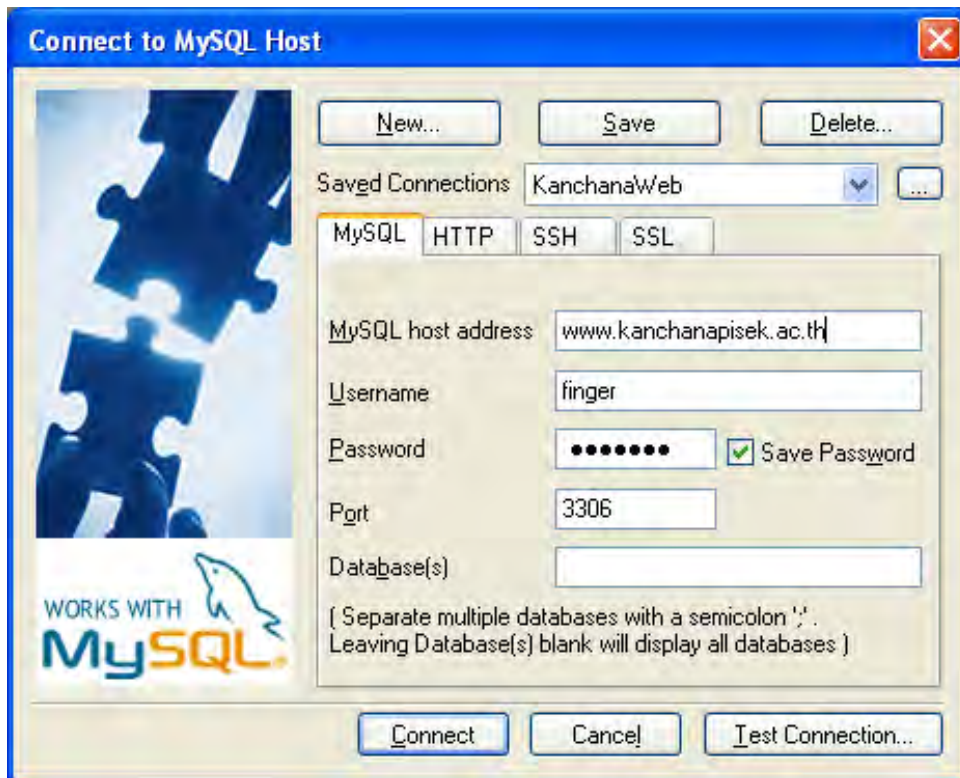 Connect to MySQL Host
New... Save Delete...
Saved Connections KanchanaWeb ...
MySQL HTTP SSH SSL
MySQL host address www.kanchanapisek.ac.th
Username finger
Password ●●●●●●● Save Password
Port 3306
Database(s)
( Separate multiple databases with a semicolon ';' .
Leaving Database(s) blank will display all databases )
WORKS WITH
MySQL®
Connect Cancel Test Connection...